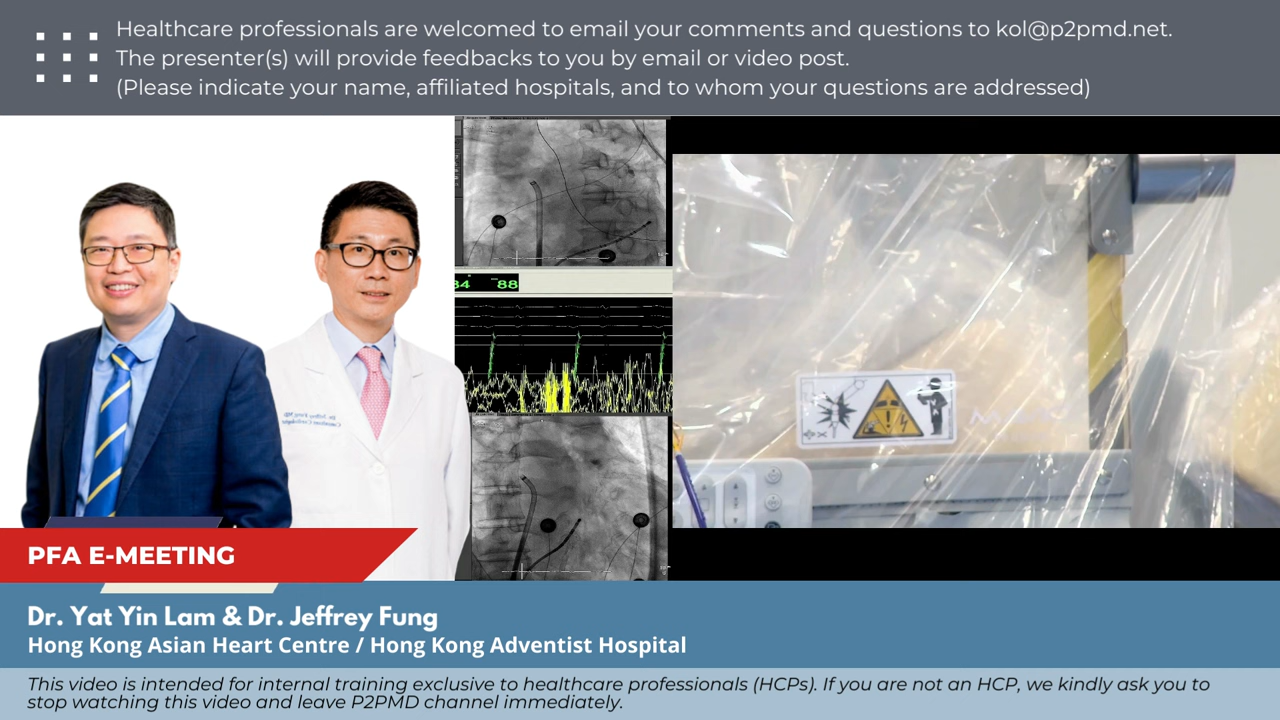 Healthcare professionals are welcomed to email your comments and questions to kol@p2pmd.net.
The presenter(s) will provide feedbacks to you by email or video post.
(Please indicate your name, affiliated hospitals, and to whom your questions are addressed)
88
PFA E-MEETING
Dr. Yat Yin Lam & Dr. Jeffrey Fung
Hong Kong Asian Heart Centre / Hong Kong Adventist Hospital
This video is intended for internal training exclusive to healthcare professionals (HCPs). If you are not an HCP, we kindly ask you to
stop watching this video and leave P2PMD channel immediately.